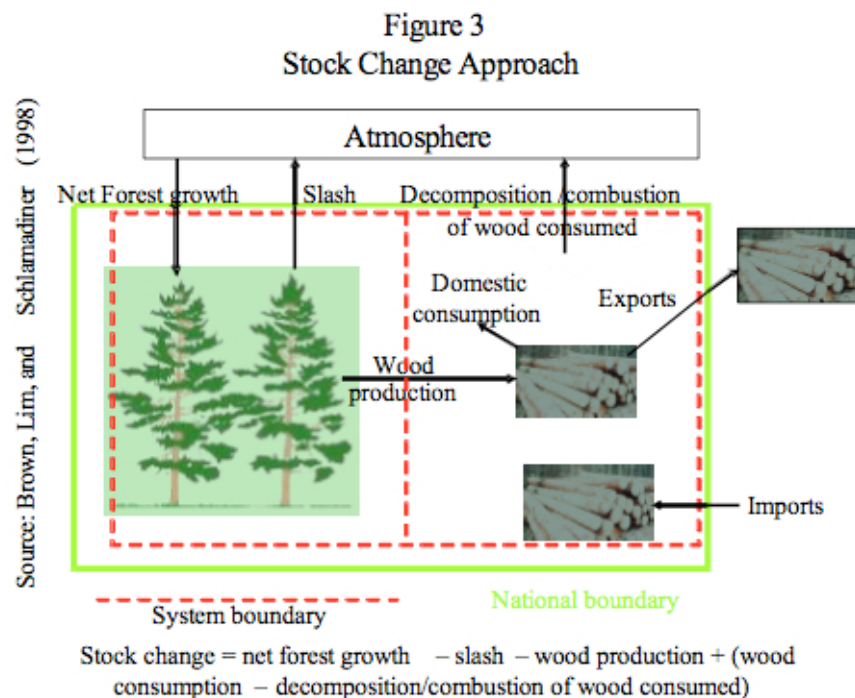 Figure 3
Stock Change Approach
Source: Brown, Lim, and Schlamadiner (1998)
Atmosphere
Net Forest growth
Slash
Decomposition /combustion
of wood consumed
Domestic
consumption
Exports
Wood
production
Imports
System boundary
National boundary
Stock change = net forest growth – slash – wood production + (wood
consumption – decomposition/combustion of wood consumed)